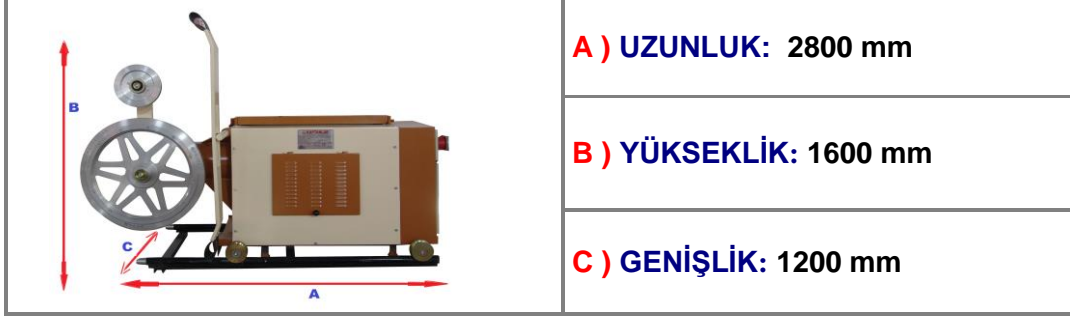 B
C
A
A ) UZUNLUK: 2800 mm
B ) YÜKSEKLİK: 1600 mm
C ) GENİŞLİK: 1200 mm